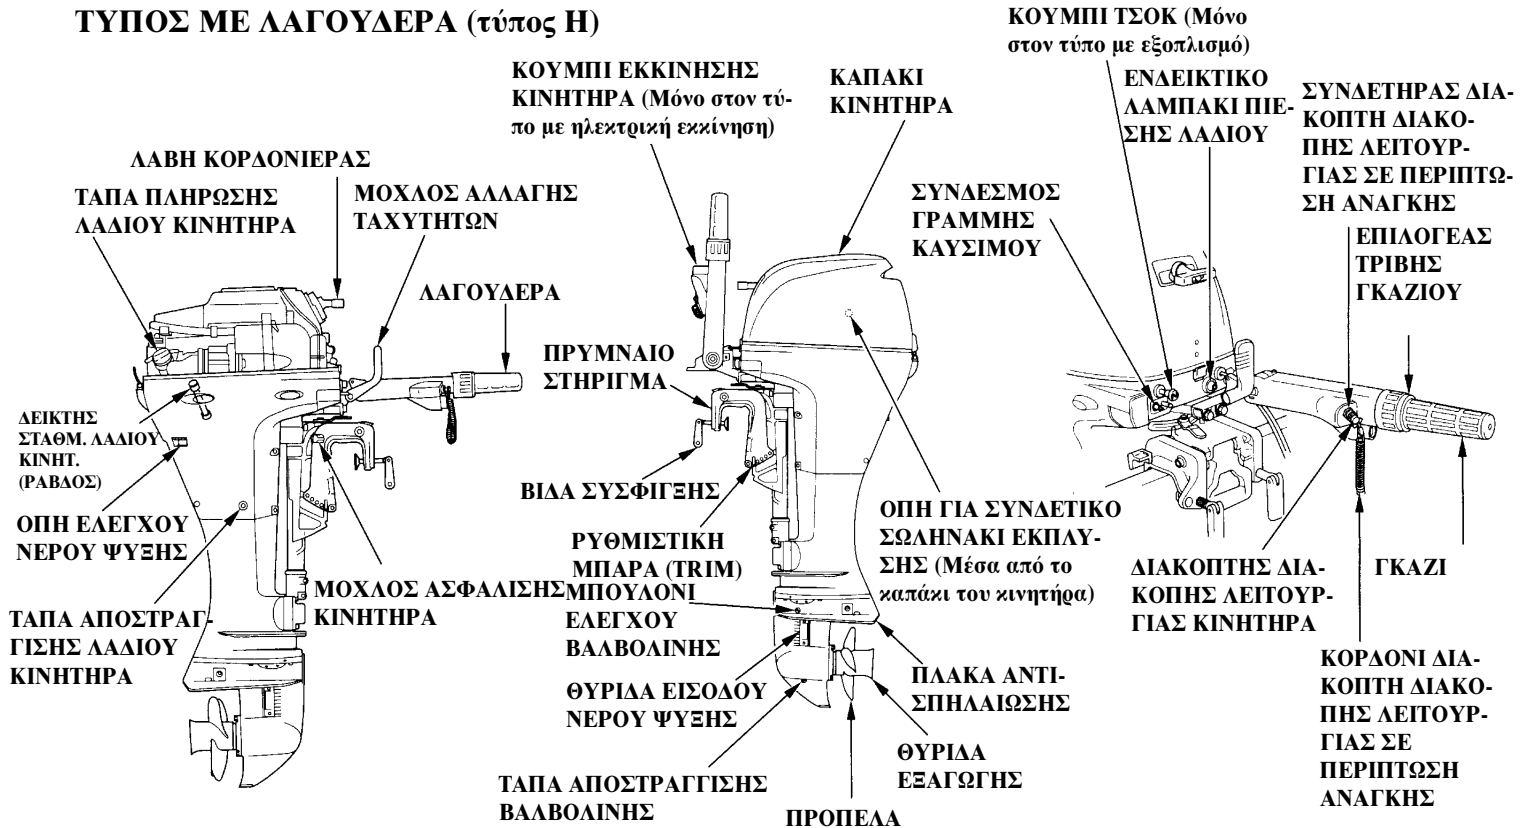 ΤΥΠΟΣ ΜΕ ΛΑΓΟΥΔΕΡΑ (τύπος Η)
ΛΑΒΗ ΚΟΡΔΟΝΙΕΡΑΣ
ΤΑΠΑ ΠΛΗΡΩΣΗΣ
ΛΑΔΙΟΥ ΚΙΝΗΤΗΡΑ
ΜΟΧΛΟΣ ΑΛΛΑΓΗΣ
ΤΑΧΥΤΗΤΩΝ
ΛΑΓΟΥΔΕΡΑ
ΔΕΙΚΤΗΣ
ΣΤΑΘΜ. ΛΑΔΙΟΥ
ΚΙΝΗΤ.
(ΡΑΒΔΟΣ)
ΟΠΗ ΕΛΕΓΧΟΥ
ΝΕΡΟΥ ΨΥΞΗΣ
ΤΑΠΑ ΑΠΟΣΤΡΑΓ-
ΓΙΣΗΣ ΛΑΔΙΟΥ
ΚΙΝΗΤΗΡΑ
ΜΟΧΛΟΣ ΑΣΦΑΛΙΣΗΣ
ΚΙΝΗΤΗΡΑ
ΚΟΥΜΠΙ ΕΚΚΙΝΗΣΗΣ
ΚΙΝΗΤΗΡΑ (Μόνο στον τύ-
πο με ηλεκτρική εκκίνηση)
ΚΑΠΑΚΙ
ΚΙΝΗΤΗΡΑ
ΠΡΥΜΝΑΙΟ
ΣΤΗΡΙΓΜΑ
ΒΙΔΑ ΣΥΣΦΙΓΞΗΣ
ΡΥΘΜΙΣΤΙΚΗ
ΜΠΑΡΑ (TRIM)
ΜΠΟΥΛΟΝΙ
ΕΛΕΓΧΟΥ
ΒΑΛΒΟΛΙΝΗΣ
ΘΥΡΙΔΑ ΕΙΣΟΔΟΥ
ΝΕΡΟΥ ΨΥΞΗΣ
ΤΑΠΑ ΑΠΟΣΤΡΑΓΓΙΣΗΣ
ΒΑΛΒΟΛΙΝΗΣ
ΟΠΗ ΓΙΑ ΣΥΝΔΕΤΙΚΟ
ΣΩΛΗΝΑΚΙ ΕΚΠΛΥ-
ΣΗΣ (Μέσα από το
καπάκι του κινητήρα)
ΠΛΑΚΑ ΑΝΤΙ-
ΣΠΗΛΑΙΩΣΗΣ
ΘΥΡΙΔΑ
ΕΞΑΓΩΓΗΣ
ΠΡΟΠΕΛΑ
ΚΟΥΜΠΙ ΤΣΟΚ (Μόνο
στον τύπο με εξοπλισμό)
ΕΝΔΕΙΚΤΙΚΟ
ΛΑΜΠΑΚΙ ΠΙΕ-
ΣΗΣ ΛΑΔΙΟΥ
ΣΥΝΔΕΣΜΟΣ
ΓΡΑΜΜΗΣ
ΚΑΥΣΙΜΟΥ
ΣΥΝΔΕΤΗΡΑΣ ΔΙΑ-
ΚΟΠΤΗ ΔΙΑΚΟ-
ΠΗΣ ΛΕΙΤΟΥΡ-
ΓΙΑΣ ΣΕ ΠΕΡΙΠΤΩ-
ΣΗ ΑΝΑΓΚΗΣ
ΕΠΙΛΟΓΕΑΣ
ΤΡΙΒΗΣ
ΓΚΑΖΙΟΥ
ΔΙΑΚΟΠΤΗΣ ΔΙΑ-
ΚΟΠΗΣ ΛΕΙΤΟΥΡ-
ΓΙΑΣ ΚΙΝΗΤΗΡΑ
ΓΚΑΖΙ
ΚΟΡΔΟΝΙ ΔΙΑ-
ΚΟΠΤΗ ΔΙΑΚΟ-
ΠΗΣ ΛΕΙΤΟΥΡ-
ΓΙΑΣ ΣΕ
ΠΕΡΙΠΤΩΣΗ
ΑΝΑΓΚΗΣ